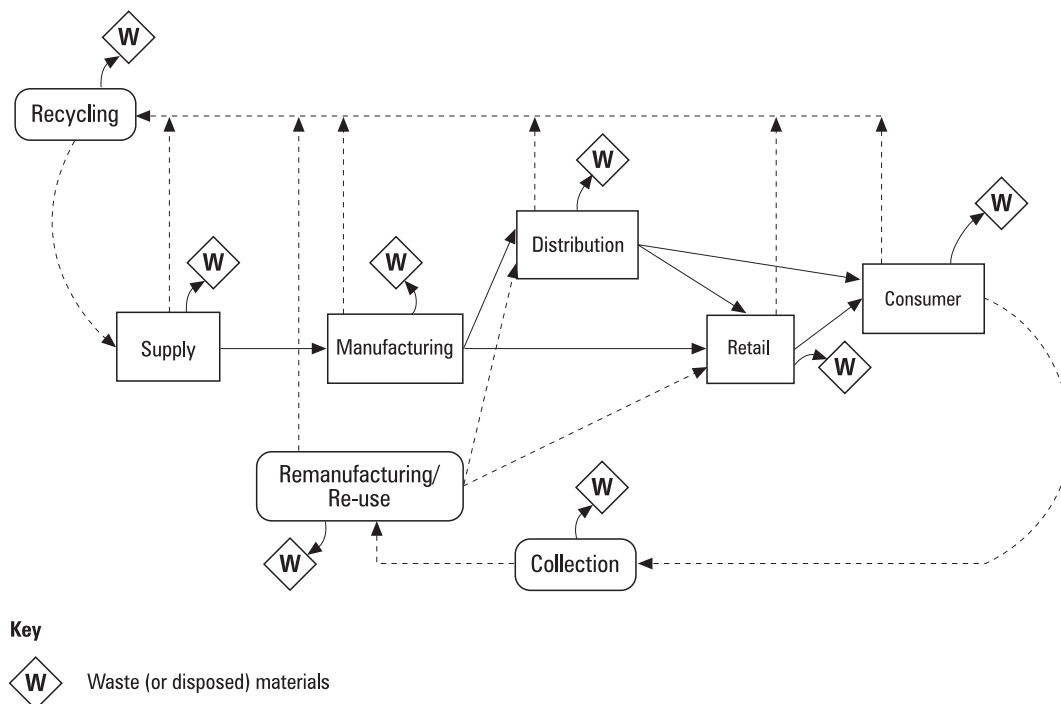 W
Recycling
W
Distribution
W
Consumer
W
W
Supply
Manufacturing
Retail
W
Remanufacturing/
Re-use
W
W
Collection
Key
W Waste (or disposed) materials